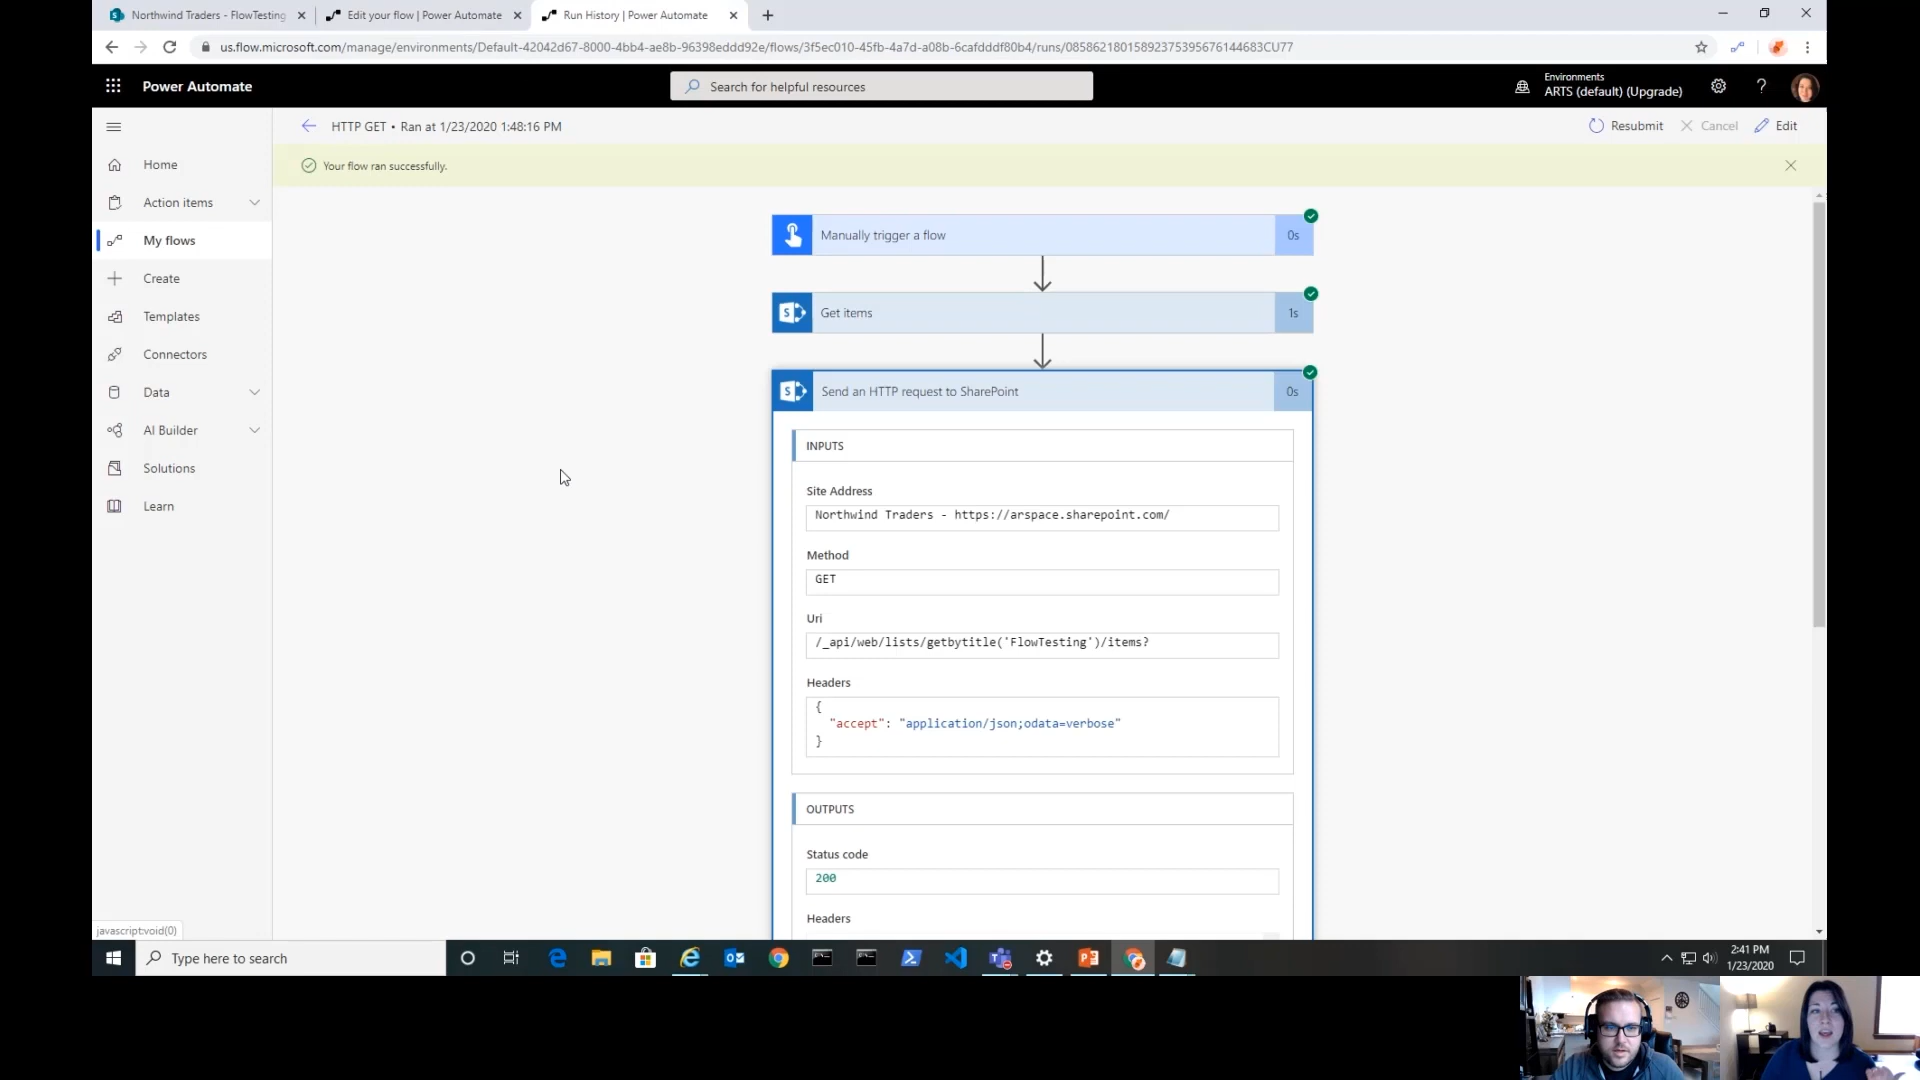 Northwind Traders - FlowTesting
Edit your flow | Power Automate
Run History | Power Automate
us.flow.microsoft.com/manage/environments/Default-42042d67-8000-4bb4-ae8b-96398eddd92e/flows/3f5ec010-45fb-4a7d-a08b-6cafdddf80b4/runs/08586218015892375395676144683CU77
Power Automate
Search for helpful resources
Environments
ARTS (default) (Upgrade)
?
HTTP GET • Ran at 1/23/2020 1:48:16 PM
Resubmit
Cancel
Edit
Your flow ran successfully.
Home
Action items
My flows
Create
Templates
Connectors
Data
AI Builder
Solutions
Learn
Manually trigger a flow
0s
Get items
1s
Send an HTTP request to SharePoint
0s
INPUTS
Site Address
Northwind Traders - https://arspace.sharepoint.com/
Method
GET
Uri
/_api/web/lists/getbytitle('FlowTesting')/items?
Headers
{
"accept": "application/json;odata=verbose"
}
OUTPUTS
Status code
200
Headers
javascript:void(0)
Type here to search
2:41 PM
1/23/2020